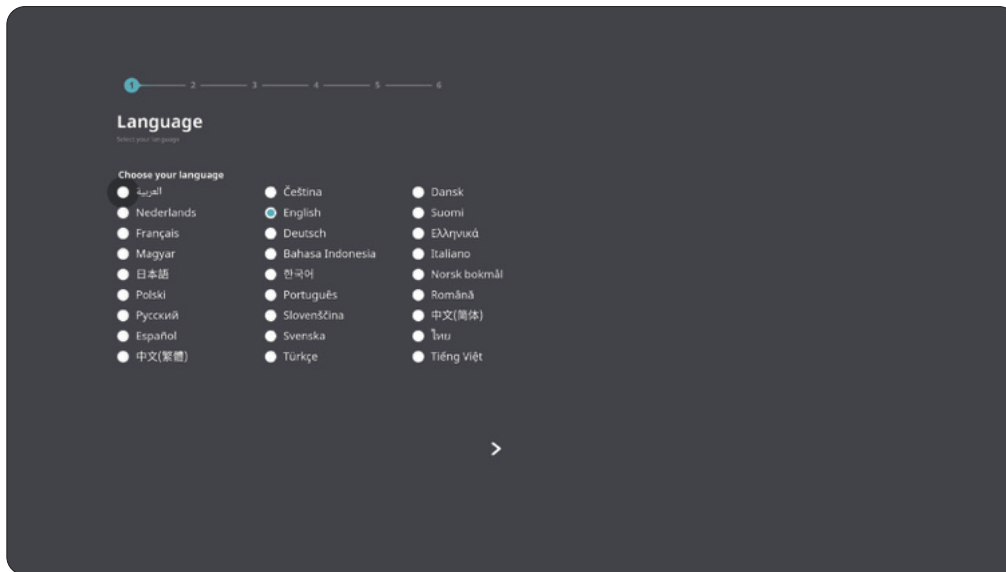 1 2 3 4 5 6
Language
Select your language
Choose your language
العربية Čeština Dansk
Nederlands English Suomi
Français Deutsch Ελληνικά
Magyar Bahasa Indonesia Italiano
日本語 한국어 Norsk bokmål
Polski Português Română
Русский Slovenščina 中文(简体)
Español Svenska ไทย
中文(繁體) Türkçe Tiếng Việt